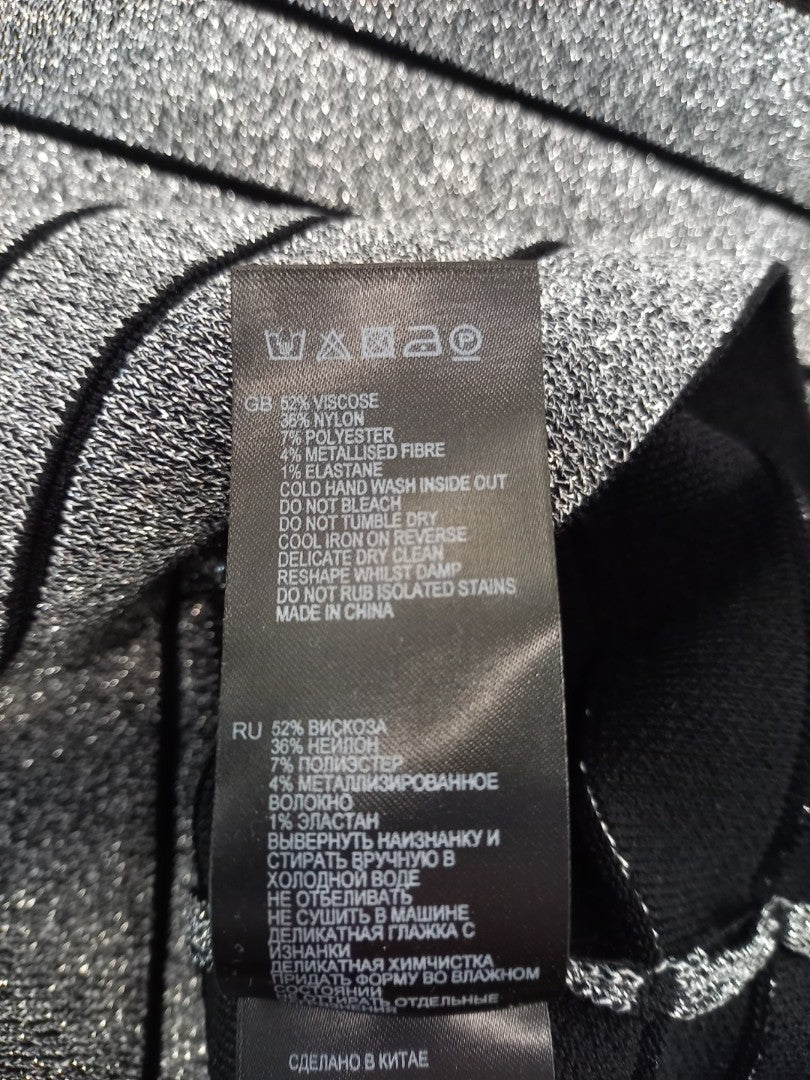 P
GB 52% VISCOSE
36% NYLON
7% POLYESTER
4% METALLISED FIBRE
1% ELASTANE
COLD HAND WASH INSIDE OUT
DO NOT BLEACH
DO NOT TUMBLE DRY
COOL IRON ON REVERSE
DELICATE DRY CLEAN
RESHAPE WHILST DAMP
DO NOT RUB ISOLATED STAINS
MADE IN CHINA
RU 52% ВИСКОЗА
36% НЕЙЛОН
7% ПОЛИЭСТЕР
4% МЕТАЛЛИЗИРОВАННОЕ
ВОЛОКНО
1% ЭЛАСТАН
ВЫВЕРНУТЬ НАИЗНАНКУ И
СТИРАТЬ ВРУЧНУЮ В
ХОЛОДНОЙ ВОДЕ
НЕ ОТБЕЛИВАТЬ
НЕ СУШИТЬ В МАШИНЕ
ДЕЛИКАТНАЯ ГЛАЖКА С
ИЗНАНКИ
ДЕЛИКАТНАЯ ХИМЧИСТКА
ПРИДАТЬ ФОРМУ ВО ВЛАЖНОМ
СОСТОЯНИИ
НЕ ОТТИРАТЬ ОТДЕЛЬНЫЕ
СДЕЛАНО В КИТАЕ